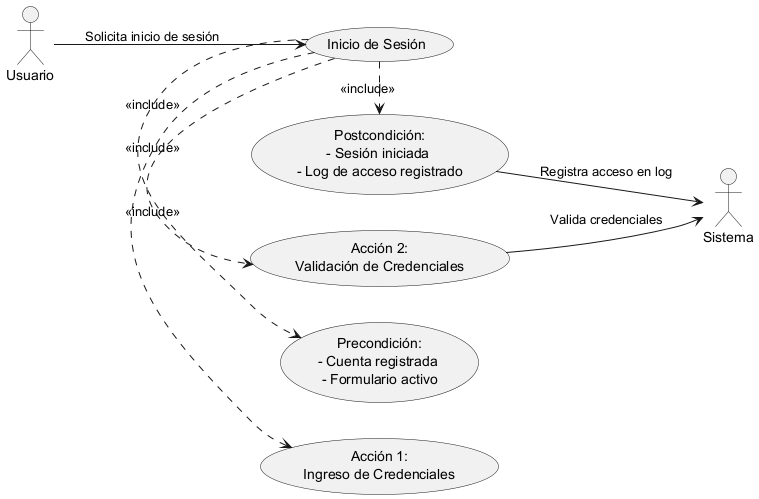 Solicita inicio de sesión
Inicio de Sesión
Usuario
«include»
«include»
«include»
«include»
Postcondición:
- Sesión iniciada
- Log de acceso registrado
Registra acceso en log
Valida credenciales
Sistema
Acción 2:
Validación de Credenciales
Precondición:
- Cuenta registrada
- Formulario activo
Acción 1:
Ingreso de Credenciales